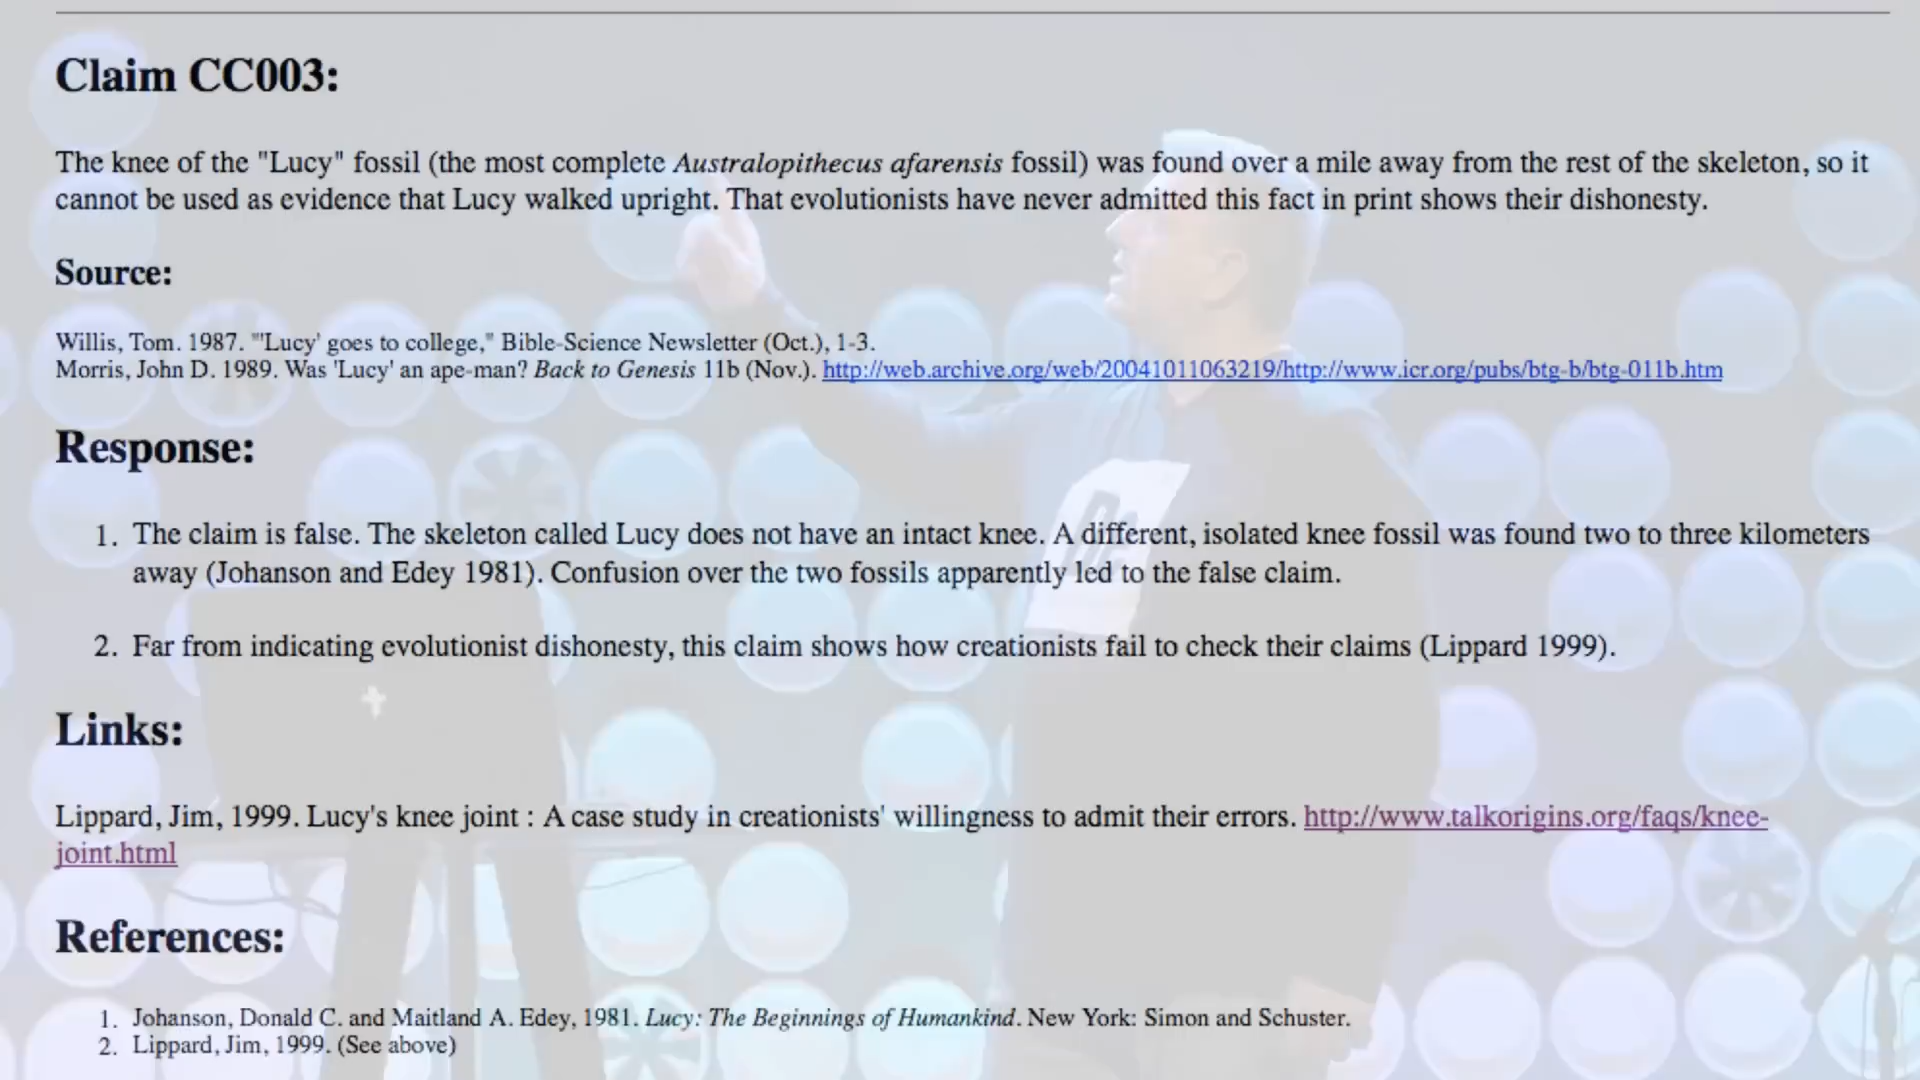 Claim CC003:
The knee of the "Lucy" fossil (the most complete Australopithecus afarensis fossil) was found over a mile away from the rest of the skeleton, so it
cannot be used as evidence that Lucy walked upright. That evolutionists have never admitted this fact in print shows their dishonesty.
Source:
Willis, Tom. 1987. "'Lucy' goes to college," Bible-Science Newsletter (Oct.), 1-3.
Morris, John D. 1989. Was 'Lucy' an ape-man? Back to Genesis 11b (Nov.). http://web.archive.org/web/20041011063219/http://www.icr.org/pubs/btg-b/btg-011b.htm
Response:
1. The claim is false. The skeleton called Lucy does not have an intact knee. A different, isolated knee fossil was found two to three kilometers
away (Johanson and Edey 1981). Confusion over the two fossils apparently led to the false claim.
2. Far from indicating evolutionist dishonesty, this claim shows how creationists fail to check their claims (Lippard 1999).
Links:
Lippard, Jim, 1999. Lucy's knee joint : A case study in creationists' willingness to admit their errors. http://www.talkorigins.org/faqs/knee-
joint.html
References:
1. Johanson, Donald C. and Maitland A. Edey, 1981. Lucy: The Beginnings of Humankind. New York: Simon and Schuster.
2. Lippard, Jim, 1999. (See above)